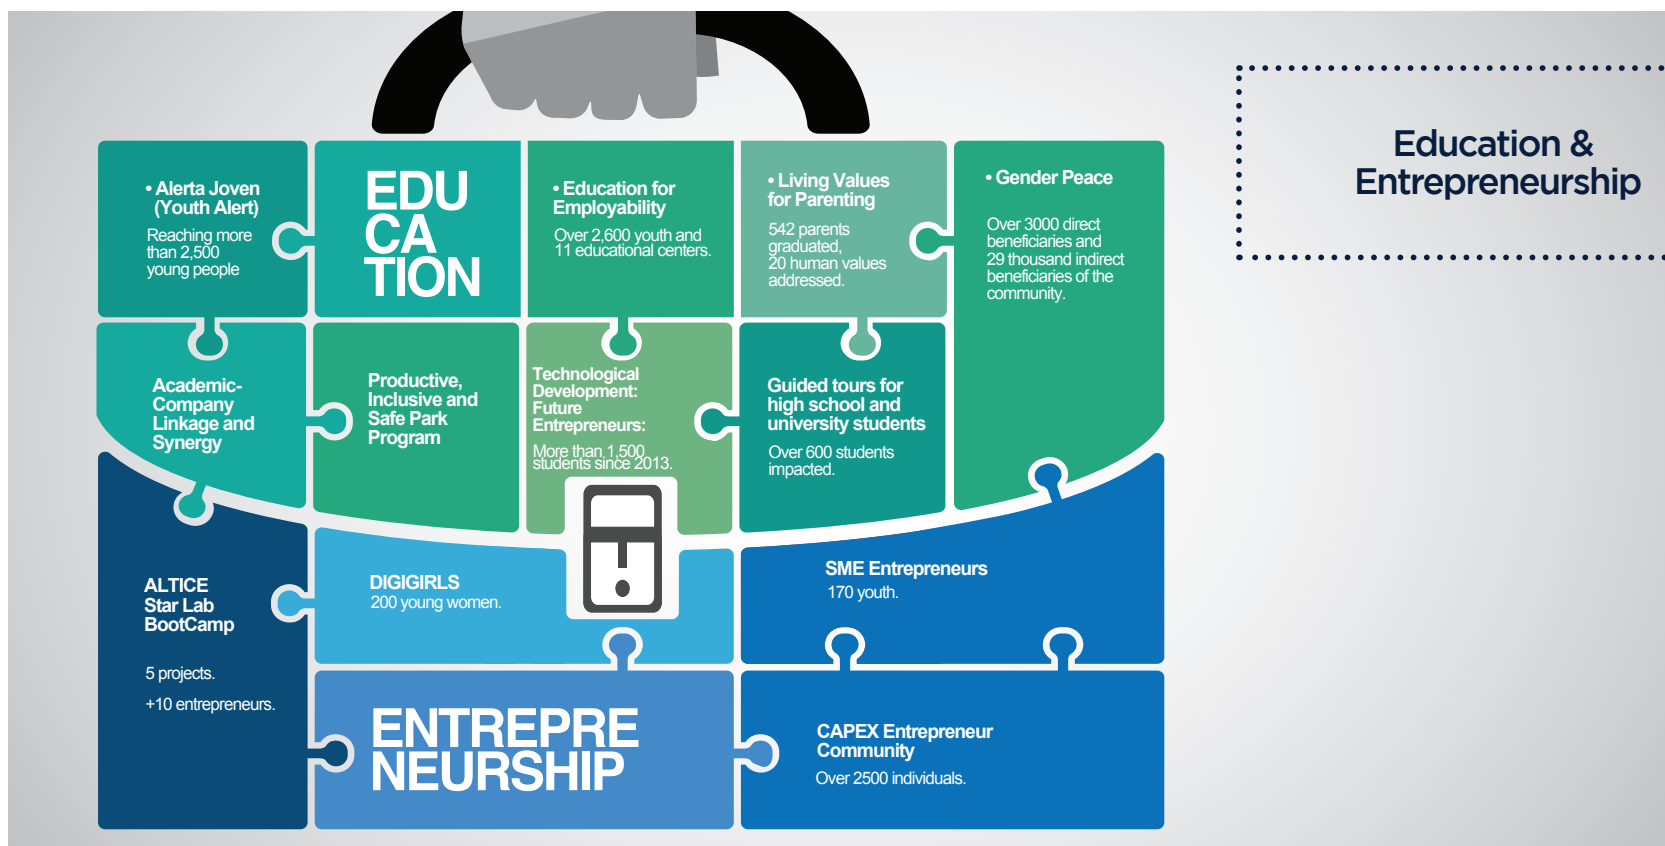 Education &
Entrepreneurship
• Alerta Joven
(Youth Alert)
Reaching more
than 2,500
young people
EDU
CA
TION
• Education for
Employability
Over 2,600 youth and
11 educational centers.
• Living Values
for Parenting
542 parents
graduated,
20 human values
addressed.
• Gender Peace
Over 3000 direct
beneficiaries and
29 thousand indirect
beneficiaries of the
community.
Academic-
Company
Linkage and
Synergy
Productive,
Inclusive and
Safe Park
Program
Technological
Development:
Future
Entrepreneurs:
More than 1,500
students since 2013.
Guided tours for
high school and
university students
Over 600 students
impacted.
ALTICE
Star Lab
BootCamp
5 projects.
+10 entrepreneurs.
DIGIGIRLS
200 young women.
SME Entrepreneurs
170 youth.
ENTREPRE
NEURSHIP
CAPEX Entrepreneur
Community
Over 2500 individuals.